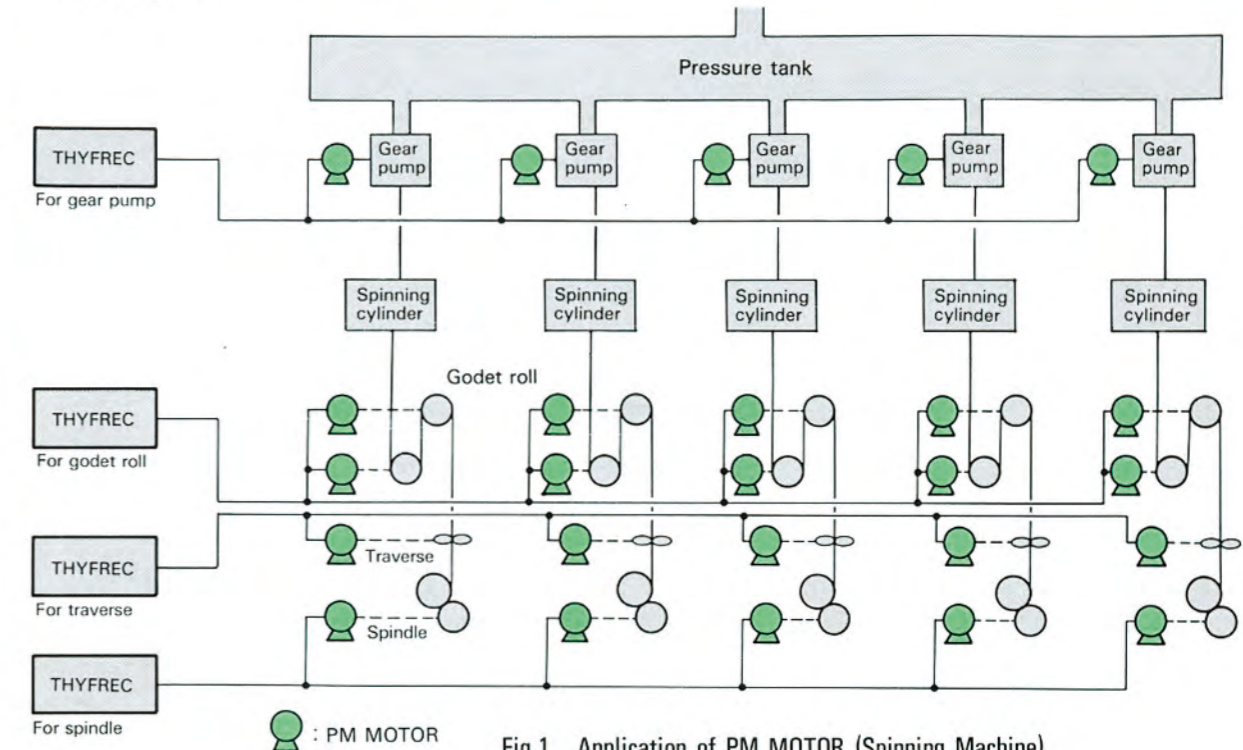 Pressure tank
THYFREC
For gear pump
Gear
pump
Gear
pump
Gear
pump
Gear
pump
Gear
pump
Spinning
cylinder
Spinning
cylinder
Spinning
cylinder
Spinning
cylinder
Spinning
cylinder
Godet roll
THYFREC
For godet roll
Traverse
THYFREC
For traverse
Spindle
THYFREC
For spindle
: PM MOTOR
Fig.1 Application of PM MOTOR (Spinning Machine)